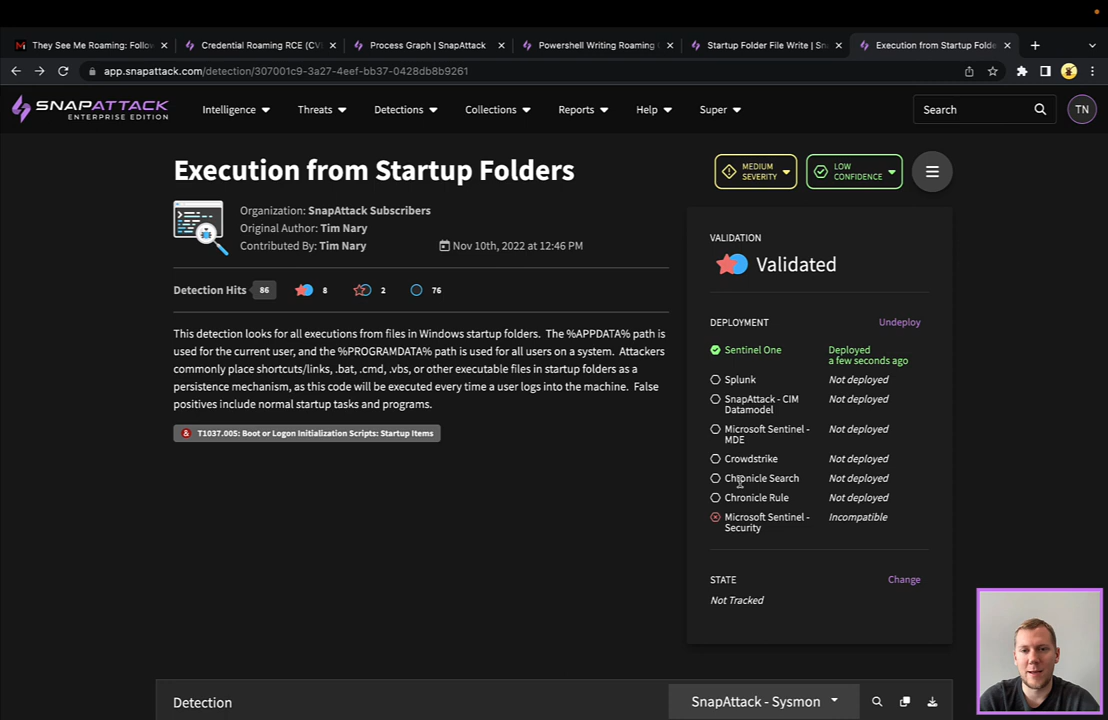 They See Me Roaming: Follow
Credential Roaming RCE (CV
Process Graph | SnapAttack
Powershell Writing Roaming
Startup Folder File Write | Sn
Execution from Startup Folde
app.snapattack.com/detection/307001c9-3a27-4eef-bb37-0428db8b9261
SNAPATTACK
ENTERPRISE EDITION
Intelligence
Threats
Detections
Collections
Reports
Help
Super
Search
TN
Execution from Startup Folders
MEDIUM
SEVERITY
LOW
CONFIDENCE
Organization: SnapAttack Subscribers
Original Author: Tim Nary
Contributed By: Tim Nary
Nov 10th, 2022 at 12:46 PM
Detection Hits 86 8 2 76
This detection looks for all executions from files in Windows startup folders. The %APPDATA% path is
used for the current user, and the %PROGRAMDATA% path is used for all users on a system. Attackers
commonly place shortcuts/links, .bat, .cmd, .vbs, or other executable files in startup folders as a
persistence mechanism, as this code will be executed every time a user logs into the machine. False
positives include normal startup tasks and programs.
T1037.005: Boot or Logon Initialization Scripts: Startup Items
VALIDATION
Validated
DEPLOYMENT
Undeploy
Sentinel One
Deployed
a few seconds ago
Splunk
Not deployed
SnapAttack - CIM
Datamodel
Not deployed
Microsoft Sentinel -
MDE
Not deployed
Crowdstrike
Not deployed
Chronicle Search
Not deployed
Chronicle Rule
Not deployed
Microsoft Sentinel -
Security
Incompatible
STATE
Change
Not Tracked
Detection
SnapAttack - Sysmon